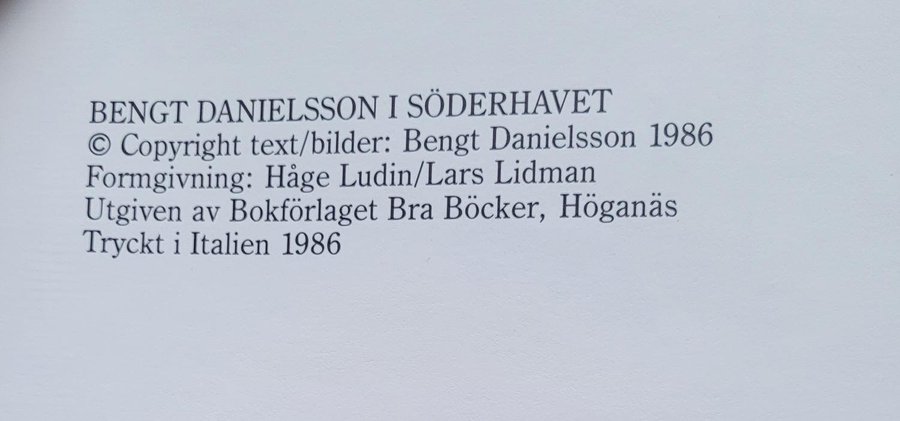 BENGT DANIELSSON I SÖDERHAVET
© Copyright text/bilder: Bengt Danielsson 1986
Formgivning: Håge Ludin/Lars Lidman
Utgiven av Bokförlaget Bra Böcker, Höganäs
Tryckt i Italien 1986